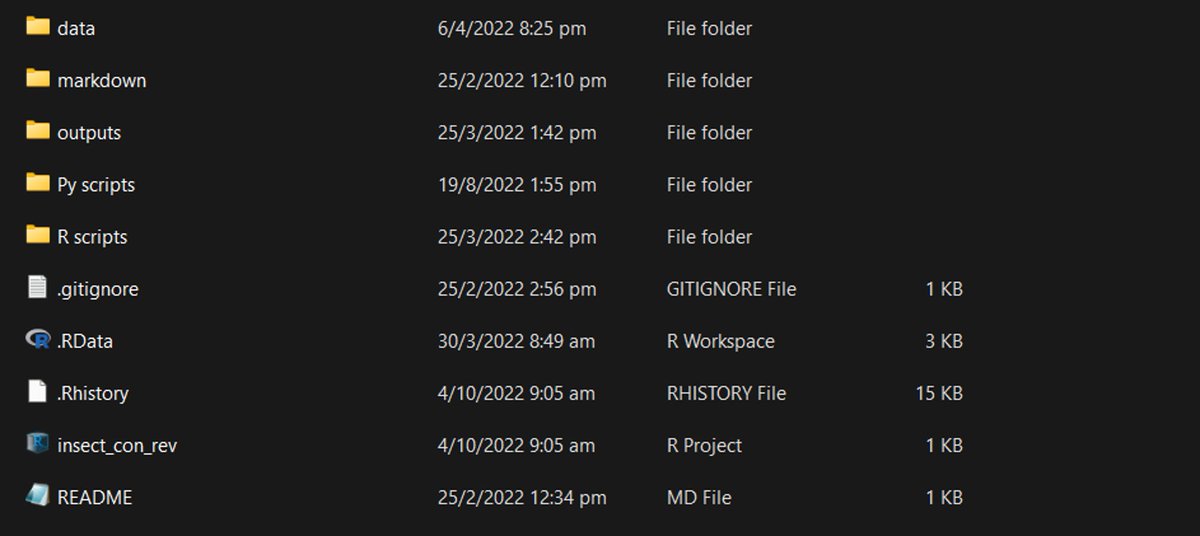 data 6/4/2022 8:25 pm File folder
markdown 25/2/2022 12:10 pm File folder
outputs 25/3/2022 1:42 pm File folder
Py scripts 19/8/2022 1:55 pm File folder
R scripts 25/3/2022 2:42 pm File folder
.gitignore 25/2/2022 2:56 pm GITIGNORE File 1 KB
.RData 30/3/2022 8:49 am R Workspace 3 KB
.Rhistory 4/10/2022 9:05 am RHISTORY File 15 KB
insect_con_rev 4/10/2022 9:05 am R Project 1 KB
README 25/2/2022 12:34 pm MD File 1 KB